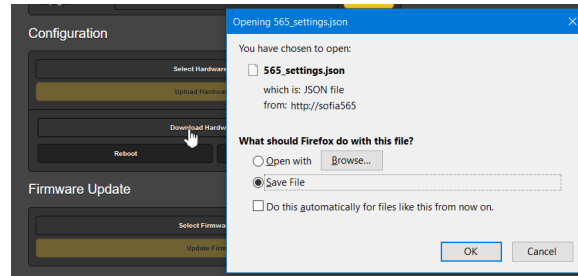 Configuration
Select Hardware
Upload Hardwa
Download Hardw
Reboot
Firmware Update
Select Firmwa
Update Firm
Opening 565_settings.json
You have chosen to open:
565_settings.json
which is: JSON file
from: http://sofia565
What should Firefox do with this file?
Open with
Browse...
Save File
Do this automatically for files like this from now on.
OK
Cancel